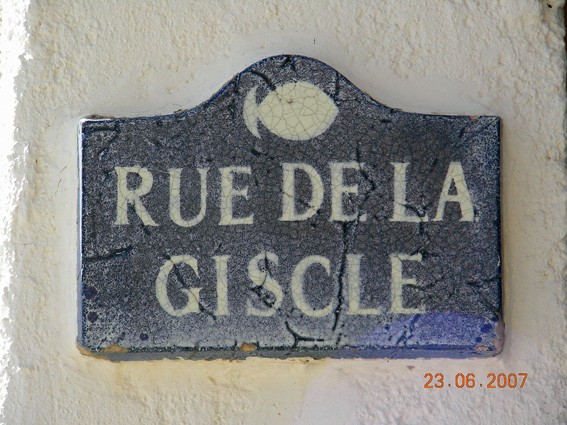 RUE DE LA
GISCLE
23.06.2007